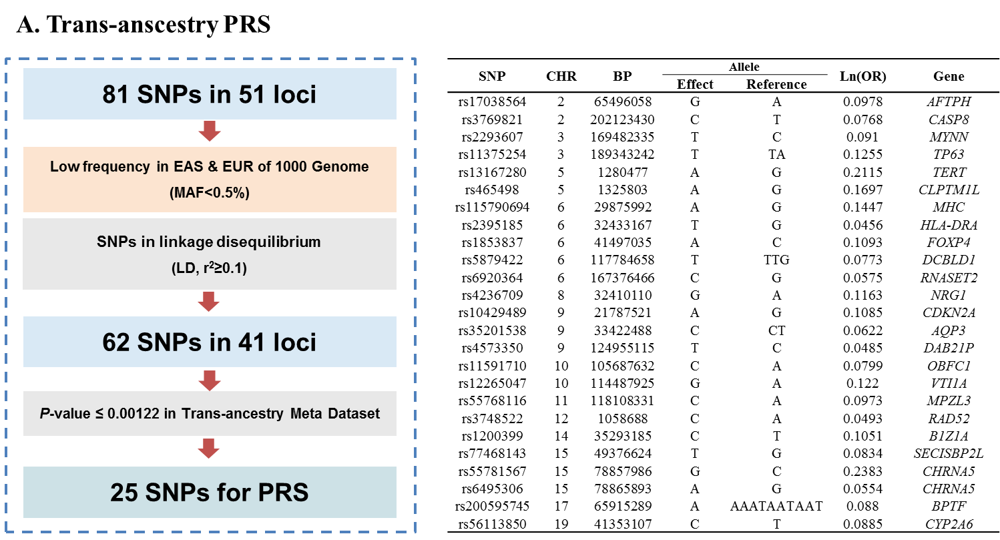 A. Trans-anscestry PRS
81 SNPs in 51 loci
Low frequency in EAS & EUR of 1000 Genome
(MAF<0.5%)
SNPs in linkage disequilibrium
(LD, r²≥0.1)
62 SNPs in 41 loci
P-value ≤ 0.00122 in Trans-ancestry Meta Dataset
25 SNPs for PRS
SNP CHR BP Allele Ln(OR) Gene
Effect Reference
rs17038564 2 65496058 G A 0.0978 AFTPH
rs3769821 2 202123430 C T 0.0768 CASP8
rs2293607 3 169482335 T C 0.091 MYNN
rs11375254 3 189343242 T TA 0.1255 TP63
rs13167280 5 1280477 A G 0.2115 TERT
rs465498 5 1325803 A G 0.1697 CLPTM1L
rs115790694 6 29875992 A G 0.1447 MHC
rs2395185 6 32433167 T G 0.0456 HLA-DRA
rs1853837 6 41497035 A C 0.1093 FOXP4
rs5879422 6 117784658 T TTG 0.0773 DCBLD1
rs6920364 6 167376466 C G 0.0575 RNASET2
rs4236709 8 32410110 G A 0.1163 NRG1
rs10429489 9 21787521 A G 0.1085 CDKN2A
rs35201538 9 33422488 C CT 0.0622 AQP3
rs4573350 9 124955115 T C 0.0485 DAB21P
rs11591710 10 105687632 C A 0.0799 OBFC1
rs12265047 10 114487925 G A 0.122 VTI1A
rs55768116 11 118108331 C A 0.0973 MPZL3
rs3748522 12 1058688 C A 0.0493 RAD52
rs1200399 14 35293185 C T 0.1051 B1Z1A
rs77468143 15 49376624 T G 0.0834 SECISBP2L
rs55781567 15 78857986 G C 0.2383 CHRNA5
rs6495306 15 78865893 A G 0.0554 CHRNA5
rs200595745 17 65915289 A AAATAATAAT 0.088 BPTF
rs56113850 19 41353107 C T 0.0885 CYP2A6